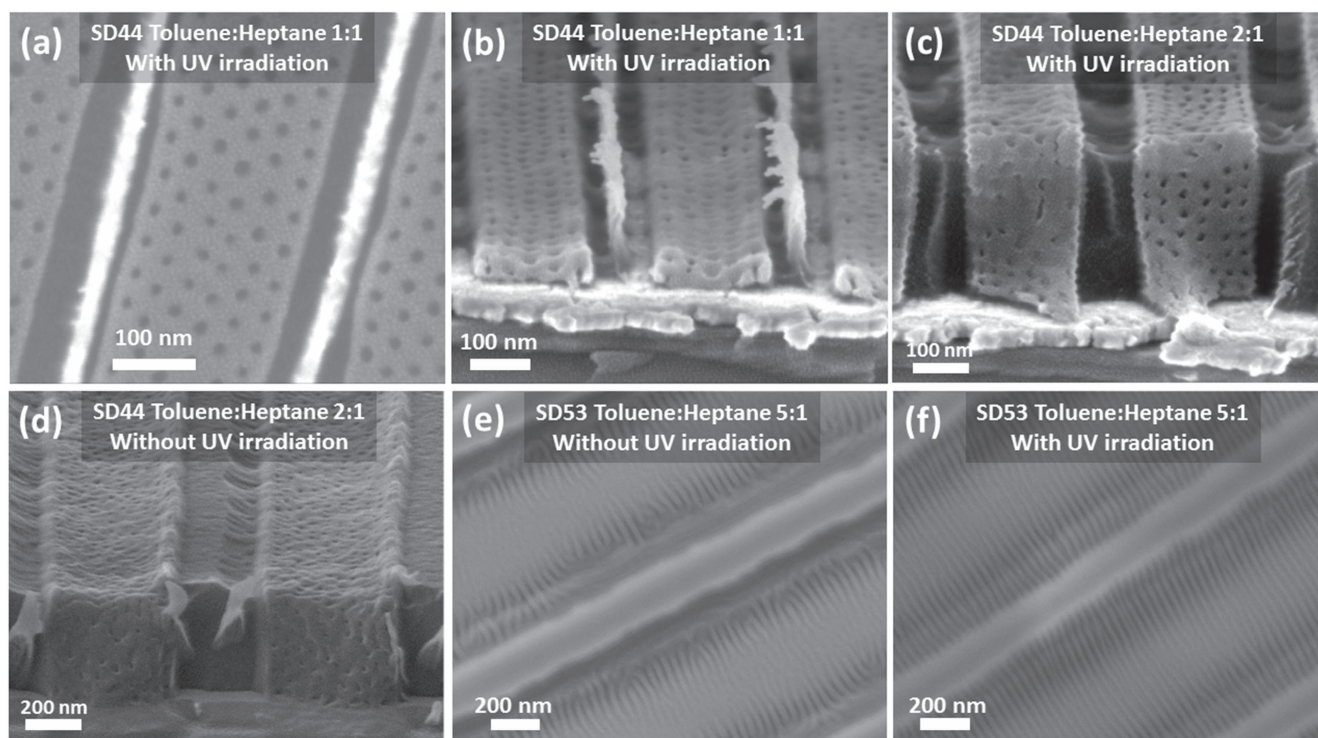 (a)
SD44 Toluene:Heptane 1:1
With UV irradiation
100 nm
(b)
SD44 Toluene:Heptane 1:1
With UV irradiation
100 nm
(c)
SD44 Toluene:Heptane 2:1
With UV irradiation
100 nm
(d)
SD44 Toluene:Heptane 2:1
Without UV irradiation
200 nm
(e)
SD53 Toluene:Heptane 5:1
Without UV irradiation
200 nm
(f)
SD53 Toluene:Heptane 5:1
With UV irradiation
200 nm